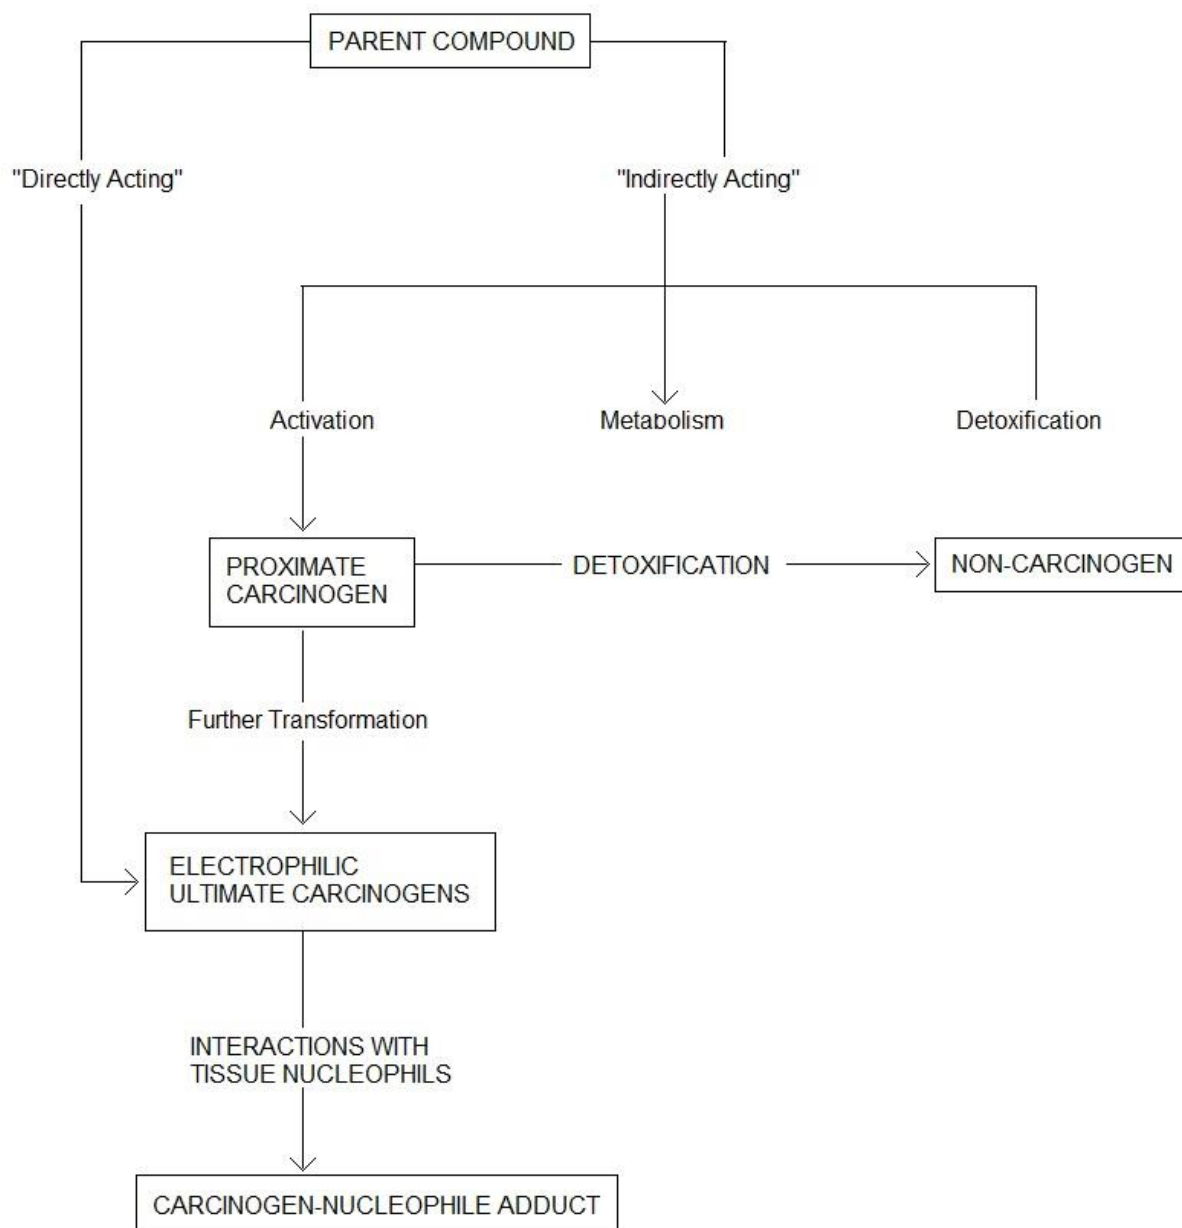 PARENT COMPOUND
"Directly Acting"
"Indirectly Acting"
Activation
Metabolism
Detoxification
PROXIMATE
CARCINOGEN
DETOXIFICATION
NON-CARCINOGEN
Further Transformation
ELECTROPHILIC
ULTIMATE CARCINOGENS
INTERACTIONS WITH
TISSUE NUCLEOPHILS
CARCINOGEN-NUCLEOPHILE ADDUCT